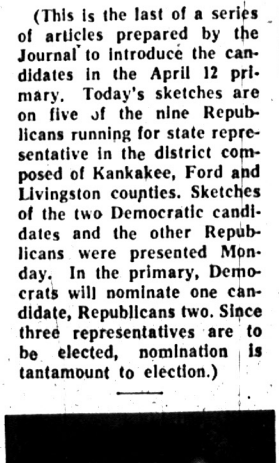 (This is the last of a series
of articles prepared by the
Journal to introduce the can-
didates in the April 12 pri-
mary. Today's sketches are
on five of the nine Repub-
licans running for state repre-
sentative in the district com-
posed of Kankakee, Ford and
Livingston counties. Sketches
of the two Democratic candi-
dates and the other Repub-
licans were presented Mon-
day. In the primary, Demo-
crats will nominate one can-
didate, Republicans two. Since
three representatives are to
be elected, nomination is
tantamount to election.)